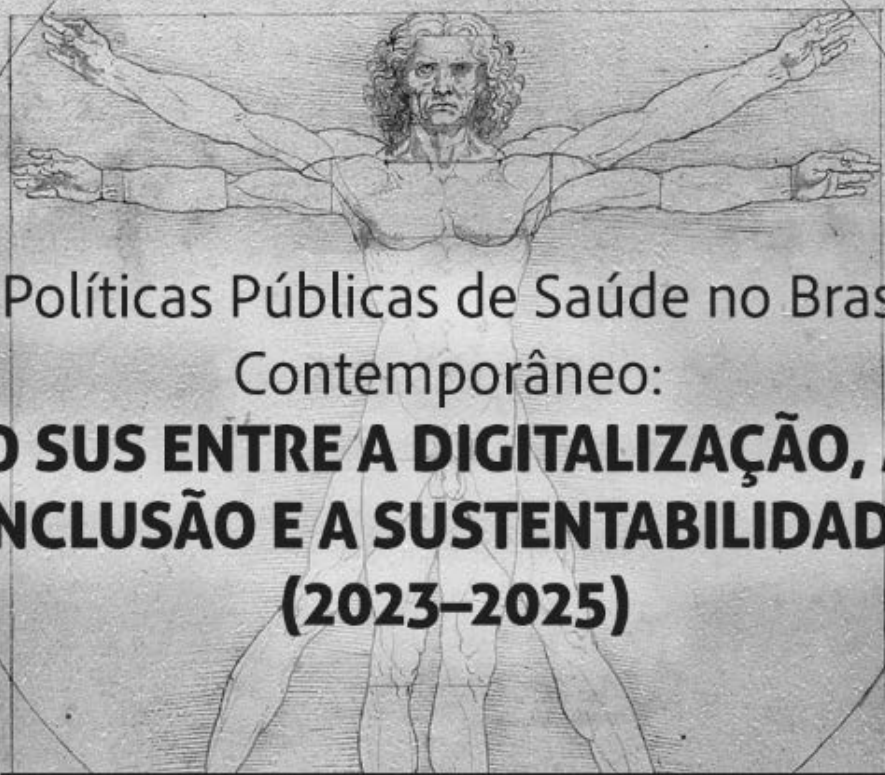 Políticas Públicas de Saúde no Bras
Contemporâneo:
O SUS ENTRE A DIGITALIZAÇÃO,
NCLUSÃO E A SUSTENTABILIDAD
(2023–2025)